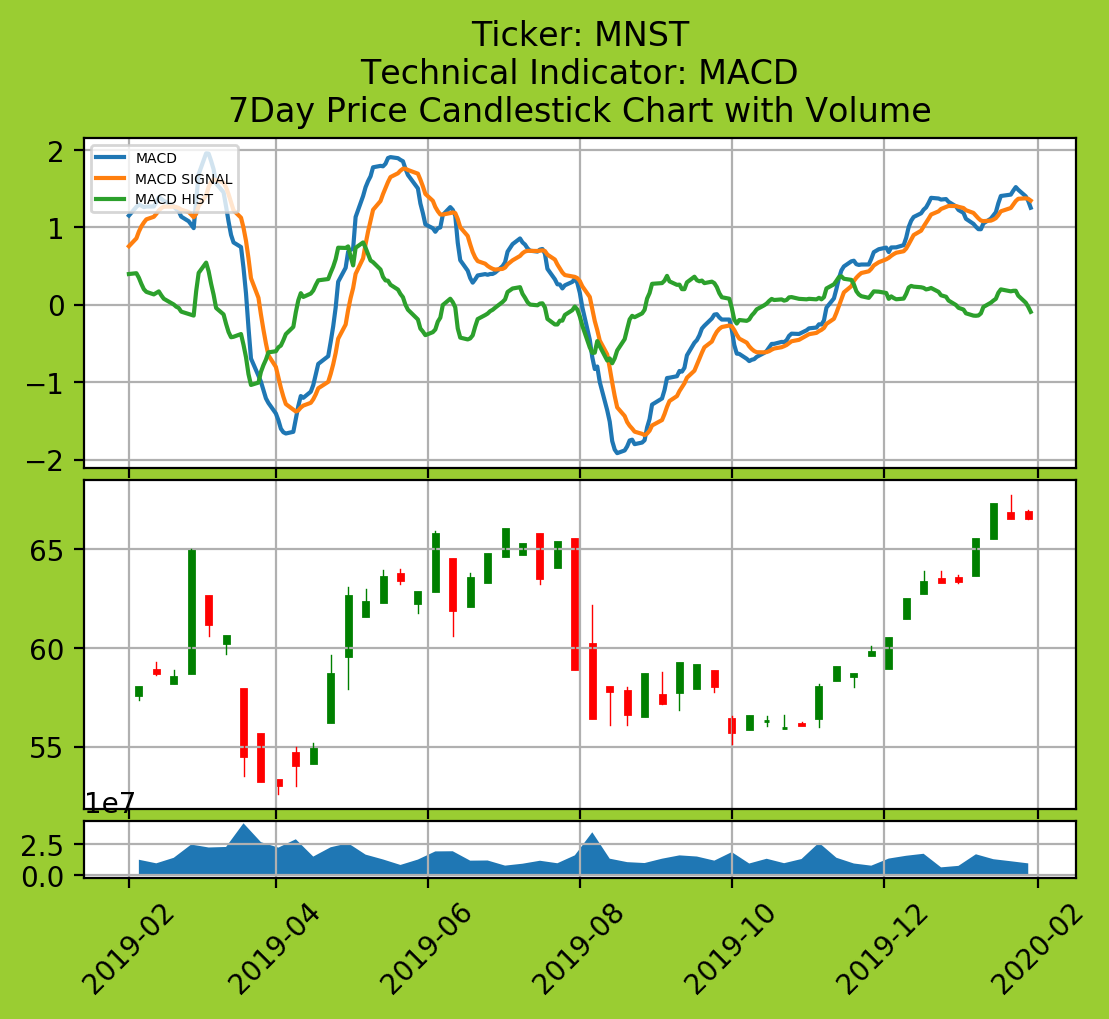 Ticker: MNST
Technical Indicator: MACD
7Day Price Candlestick Chart with Volume
MACD
MACD SIGNAL
MACD HIST
2
1
0
−1
−2
65
60
55
1e7
2.5
0.0
2019-02
2019-04
2019-06
2019-08
2019-10
2019-12
2020-02